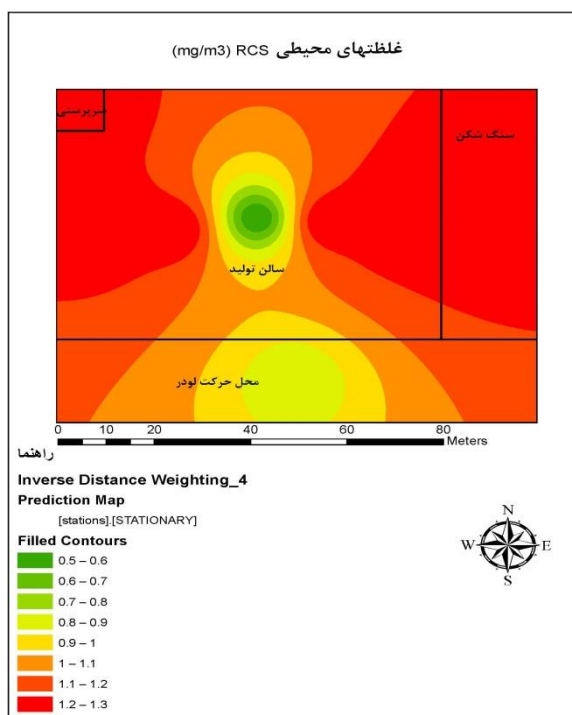 غلظتهای محیطی RCS (mg/m3)
سرپرستی
سنگ شکن
سالن تولید
محل حرکت لودر
0 10 20 40 60 80
Meters
راهنما
Inverse Distance Weighting_4
Prediction Map
[stations].[STATIONARY]
Filled Contours
N
W E
S
0.5 – 0.6
0.6 – 0.7
0.7 – 0.8
0.8 – 0.9
0.9 – 1
1 – 1.1
1.1 – 1.2
1.2 – 1.3